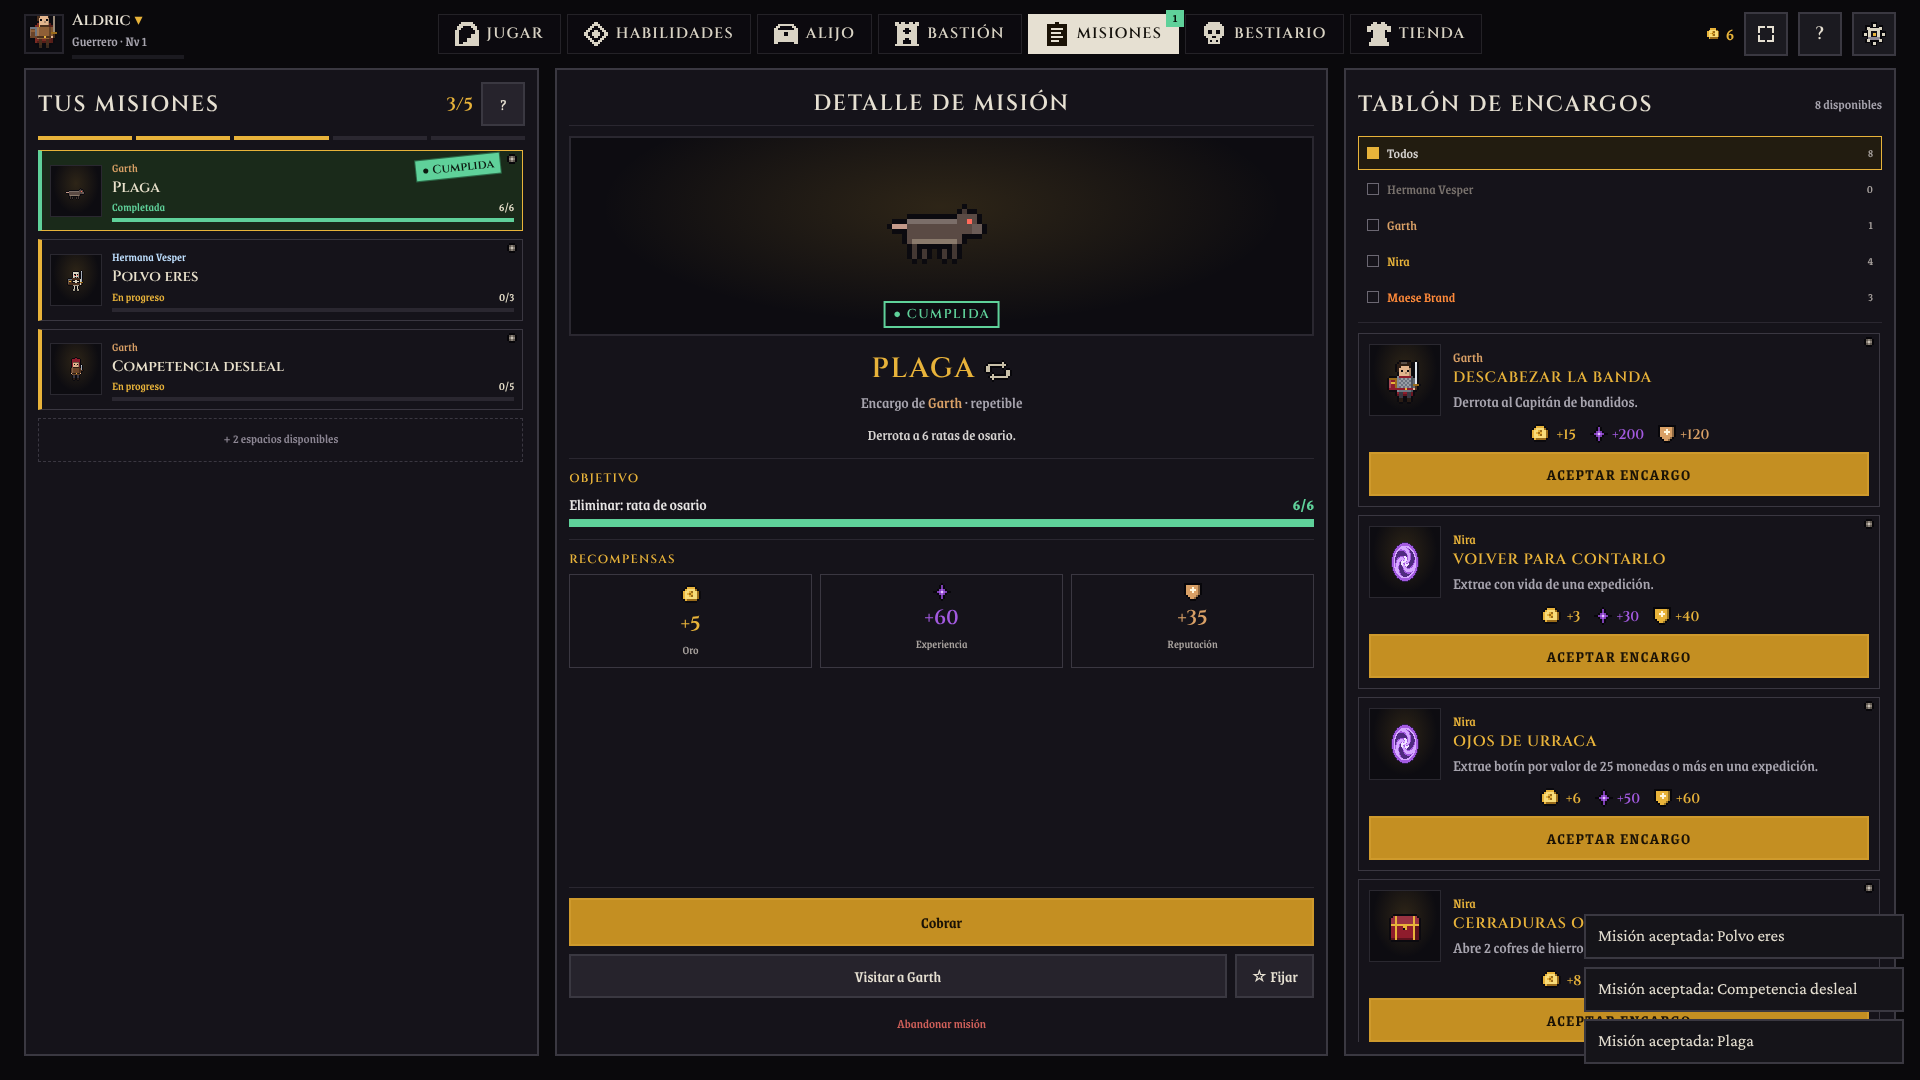 ALDRIC ▾
Guerrero · Nv 1
JUGAR
HABILIDADES
ALIJO
BASTIÓN
MISIONES
1
BESTIARIO
TIENDA
6
?
TUS MISIONES
3/5
?
Garth
PLAGA
• CUMPLIDA
Completada
6/6
Hermana Vesper
POLVO ERES
En progreso
0/3
Garth
COMPETENCIA DESLEAL
En progreso
0/5
+ 2 espacios disponibles
DETALLE DE MISIÓN
• CUMPLIDA
PLAGA
Encargo de Garth · repetible
Derrota a 6 ratas de osario.
OBJETIVO
Eliminar: rata de osario
6/6
RECOMPENSAS
+5
Oro
+60
Experiencia
+35
Reputación
Cobrar
Visitar a Garth
☆ Fijar
Abandonar misión
TABLÓN DE ENCARGOS
8 disponibles
Todos
8
Hermana Vesper
0
Garth
1
Nira
4
Maese Brand
3
Garth
DESCABEZAR LA BANDA
Derrota al Capitán de bandidos.
+15 +200 +120
ACEPTAR ENCARGO
Nira
VOLVER PARA CONTARLO
Extrae con vida de una expedición.
+3 +30 +40
ACEPTAR ENCARGO
Nira
OJOS DE URRACA
Extrae botín por valor de 25 monedas o más en una expedición.
+6 +50 +60
ACEPTAR ENCARGO
Nira
CERRADURAS O
Abre 2 cofres de hierro
+8
Misión aceptada: Polvo eres
Misión aceptada: Competencia desleal
Misión aceptada: Plaga